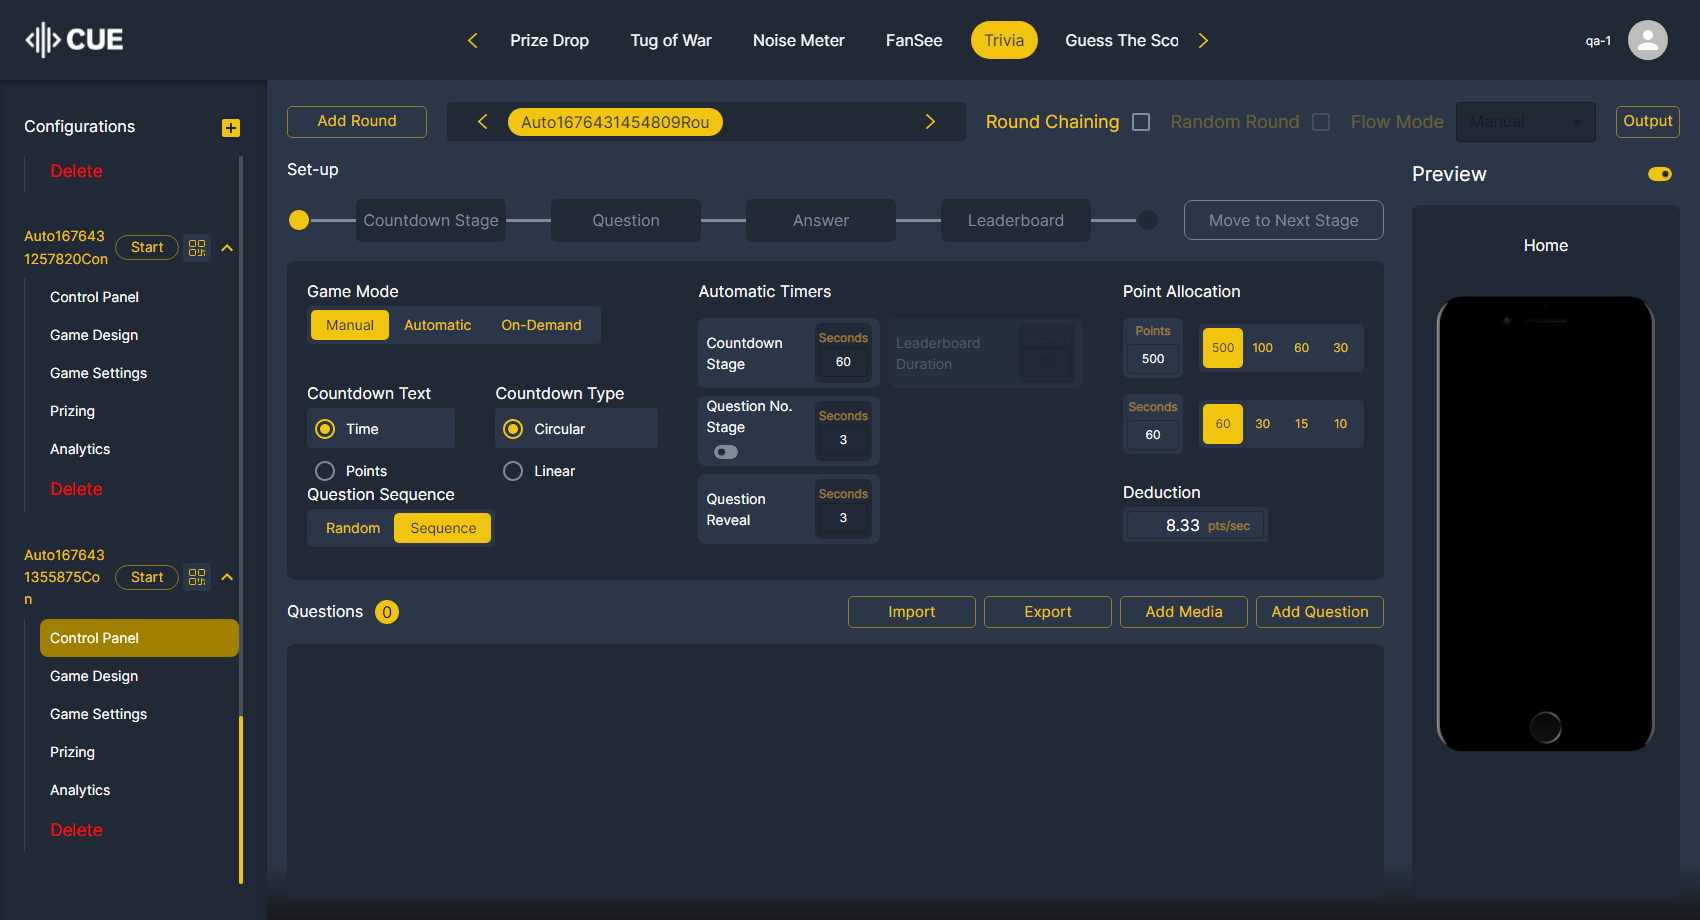 CUE
Prize Drop
Tug of War
Noise Meter
FanSee
Trivia
Guess The Sco
qa-1
Configurations
Delete
Auto167643
1257820Con
Start
Control Panel
Game Design
Game Settings
Prizing
Analytics
Delete
Auto167643
1355875Co
n
Start
Control Panel
Game Design
Game Settings
Prizing
Analytics
Delete
Add Round
Auto1676431454809Rou
Round Chaining
Random Round
Flow Mode
Manual
Output
Set-up
Countdown Stage
Question
Answer
Leaderboard
Move to Next Stage
Game Mode
Manual
Automatic
On-Demand
Countdown Text
Time
Points
Countdown Type
Circular
Linear
Question Sequence
Random
Sequence
Automatic Timers
Countdown
Stage
Seconds
60
Leaderboard
Duration
Seconds
Question No.
Stage
Seconds
3
Question
Reveal
Seconds
3
Point Allocation
Points
500
500
100
60
30
Seconds
60
60
30
15
10
Deduction
8.33 pts/sec
Questions
0
Import
Export
Add Media
Add Question
Preview
Home